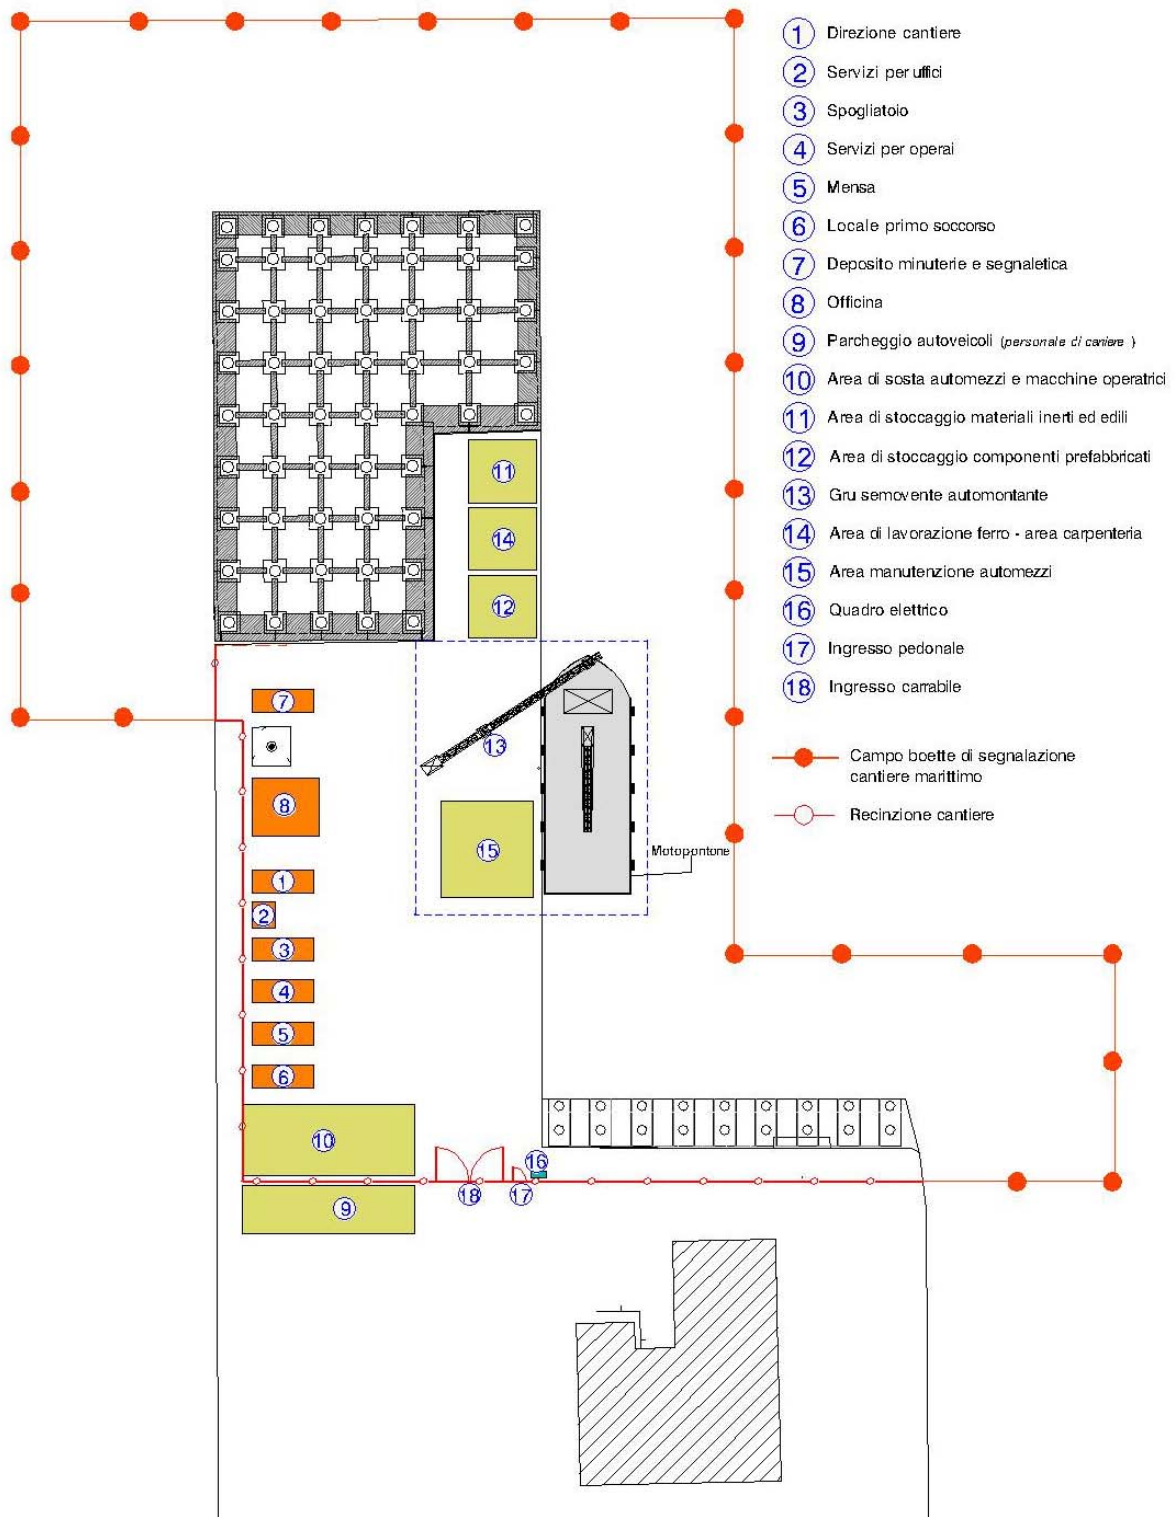 1 Direzione cantiere
2 Servizi per uffici
3 Spogliatoio
4 Servizi per operai
5 Mensa
6 Locale primo soccorso
7 Deposito minuterie e segnaletica
8 Officina
9 Parcheggio autoveicoli (personale di caniere )
10 Area di sosta automezzi e macchine operatrici
11 Area di stoccaggio materiali inerti ed edili
12 Area di stoccaggio componenti prefabbricati
13 Gru semovente automontante
14 Area di lavorazione ferro - area carpenteria
15 Area manutenzione automezzi
16 Quadro elettrico
17 Ingresso pedonale
18 Ingresso carrabile
Campo boette di segnalazione
cantiere marittimo
Recinzione cantiere
11
14
12
7
13
8
15
Motopontone
1
2
3
4
5
6
10
16
18
17
9